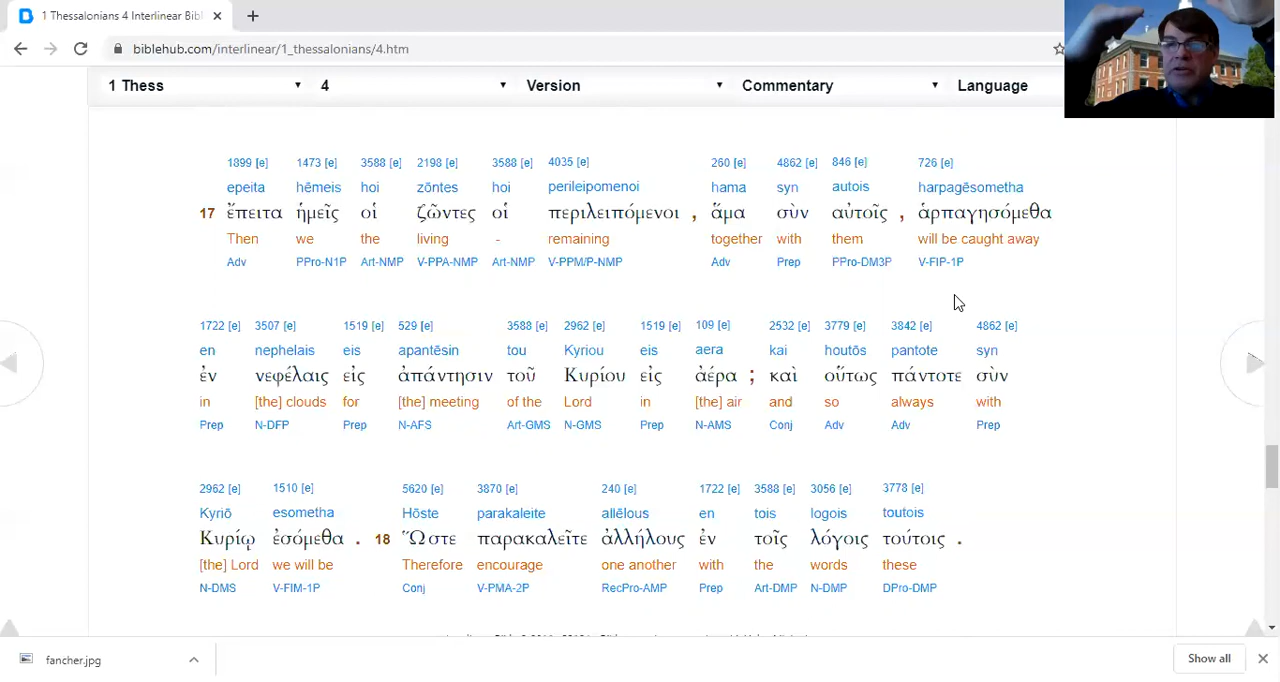 1 Thessalonians 4 Interlinear Bibl
biblehub.com/interlinear/1_thessalonians/4.htm
1 Thess 4 Version Commentary Language
1899 [e] 1473 [e] 3588 [e] 2198 [e] 3588 [e] 4035 [e] 260 [e] 4862 [e] 846 [e] 726 [e]
epeita hēmeis hoi zōntes hoi perileipomenoi hama syn autois harpagēsometha
17 ἔπειτα ἡμεῖς οἱ ζῶντες οἱ περιλειπόμενοι , ἅμα σὺν αὐτοῖς , ἁρπαγησόμεθα
Then we the living - remaining together with them will be caught away
Adv PPro-N1P Art-NMP V-PPA-NMP Art-NMP V-PPM/P-NMP Adv Prep PPro-DM3P V-FIP-1P
1722 [e] 3507 [e] 1519 [e] 529 [e] 3588 [e] 2962 [e] 1519 [e] 109 [e] 2532 [e] 3779 [e] 3842 [e] 4862 [e]
en nephelais eis apantēsin tou Kyriou eis aera kai houtōs pantote syn
ἐν νεφέλαις εἰς ἀπάντησιν τοῦ Κυρίου εἰς ἀέρα ; καὶ οὕτως πάντοτε σὺν
in [the] clouds for [the] meeting of the Lord in [the] air and so always with
Prep N-DFP Prep N-AFS Art-GMS N-GMS Prep N-AMS Conj Adv Adv Prep
2962 [e] 1510 [e] 5620 [e] 3870 [e] 240 [e] 1722 [e] 3588 [e] 3056 [e] 3778 [e]
Kyriō esometha Hōste parakaleite allēlous en tois logois toutois
Κυρίῳ ἐσόμεθα . 18 Ὥστε παρακαλεῖτε ἀλλήλους ἐν τοῖς λόγοις τούτοις .
[the] Lord we will be Therefore encourage one another with the words these
N-DMS V-FIM-1P Conj V-PMA-2P RecPro-AMP Prep Art-DMP N-DMP DPro-DMP
fancher.jpg
Show all